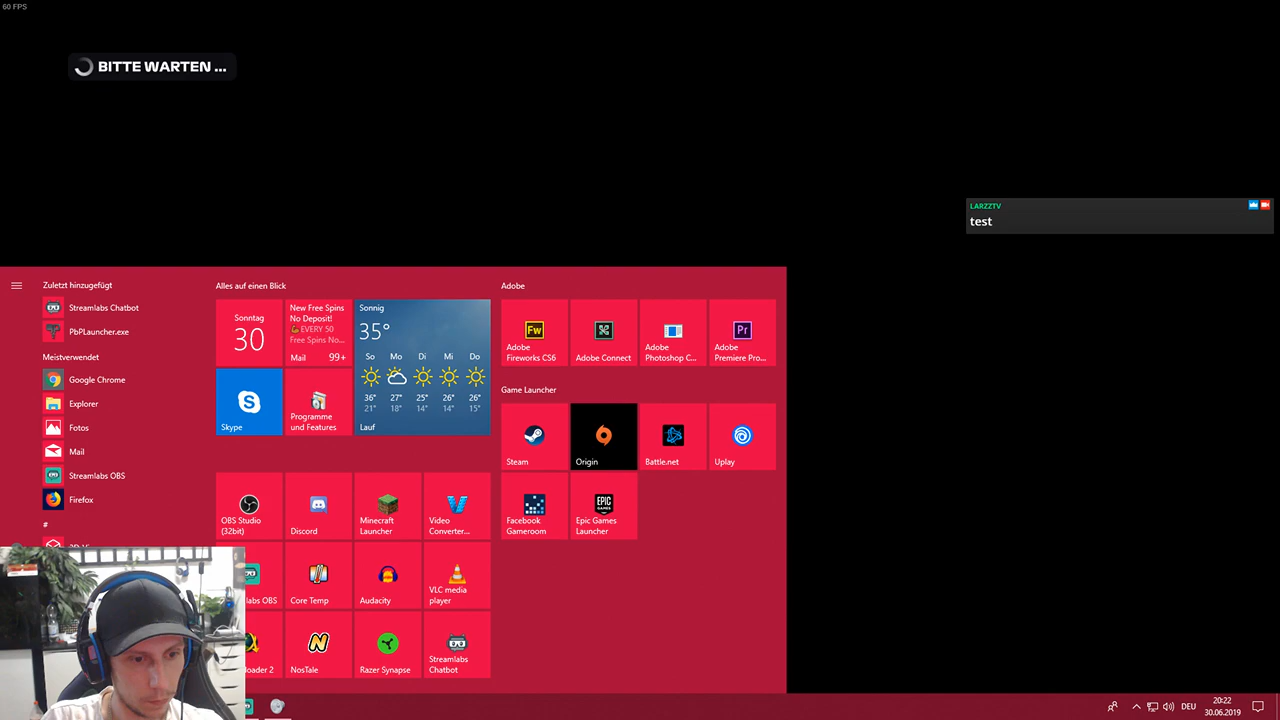 60 FPS
BITTE WARTEN ...
LARZZTV
test
Zuletzt hinzugefügt
Streamlabs Chatbot
PbPLauncher.exe
Meistverwendet
Google Chrome
Explorer
Fotos
Mail
Streamlabs OBS
Firefox
#
Alles auf einen Blick
Sonntag
30
New Free Spins
No Deposit!
EVERY 50
Free Spins No...
Mail 99+
Sonnig
35°
So Mo Di Mi Do
36° 27° 25° 26° 26°
21° 18° 14° 14° 15°
Lauf
Skype
Programme
und Features
OBS Studio
(32bit)
Discord
Minecraft
Launcher
Video
Converter...
labs OBS
Core Temp
Audacity
VLC media
player
loader 2
NosTale
Razer Synapse
Streamlabs
Chatbot
Adobe
Fw
Adobe
Fireworks CS6
Adobe Connect
Adobe
Photoshop C...
Pr
Adobe
Premiere Pro...
Game Launcher
Steam
Origin
Battle.net
Uplay
Facebook
Gameroom
EPIC
GAMES
Epic Games
Launcher
DEU
20:22
30.06.2019